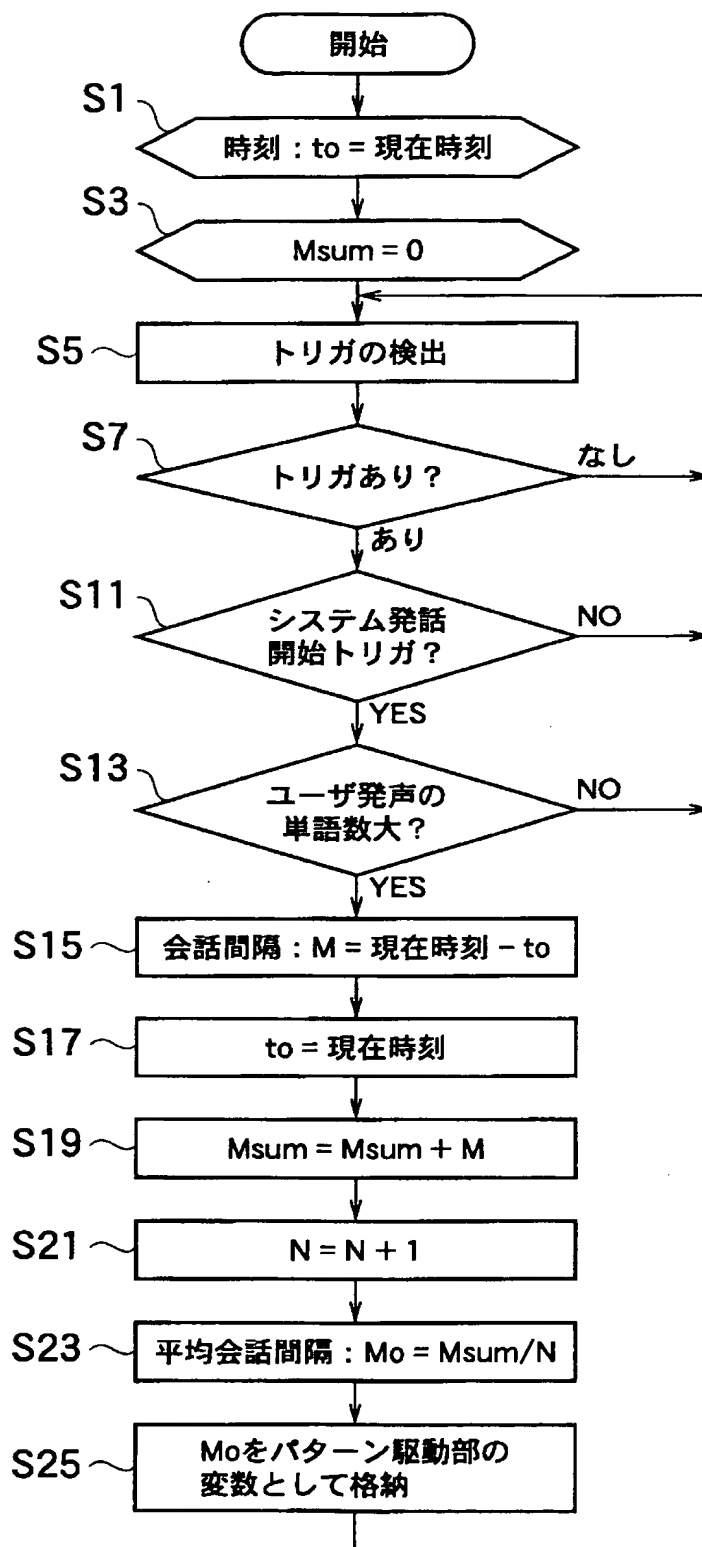 開始
S1
時刻:to = 現在時刻
S3
Msum = 0
S5
トリガの検出
S7
トリガあり?
なし
あり
S11
システム発話
開始トリガ?
NO
YES
S13
ユーザ発声の
単語数大?
NO
YES
S15
会話間隔:M = 現在時刻 − to
S17
to = 現在時刻
S19
Msum = Msum + M
S21
N = N + 1
S23
平均会話間隔:Mo = Msum/N
S25
Moをパターン駆動部の
変数として格納